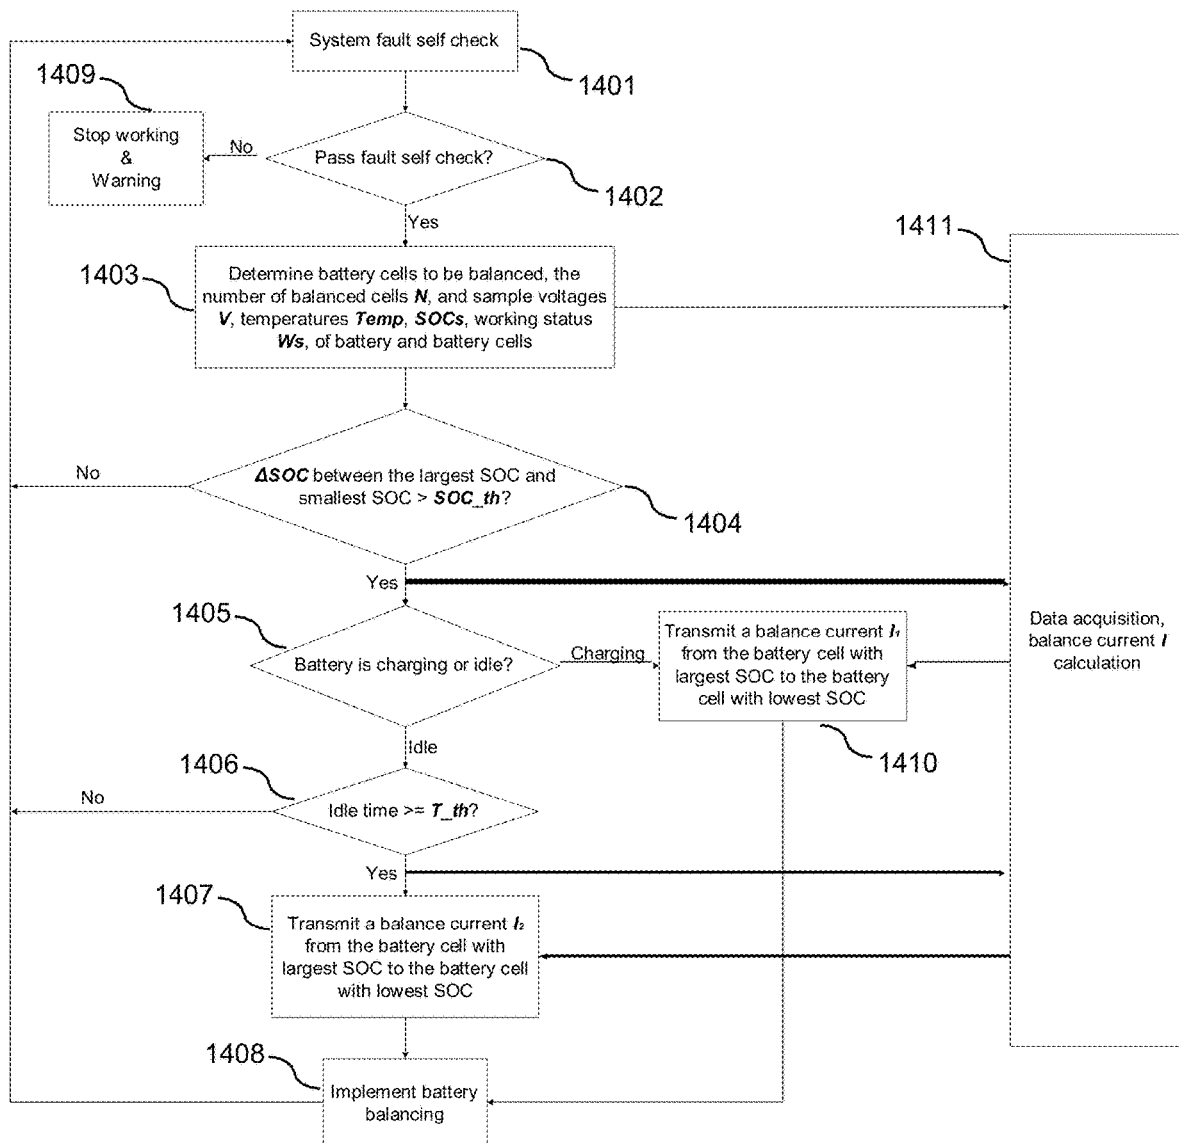 System fault self check
1401
1409
Stop working
&
Warning
No
Pass fault self check?
1402
Yes
1411
1403
Determine battery cells to be balanced, the
number of balanced cells N, and sample voltages
V, temperatures Temp, SOCs, working status
Ws, of battery and battery cells
No
ΔSOC between the largest SOC and
smallest SOC > SOC_th?
1404
Yes
1405
Battery is charging or idle?
Charging
Transmit a balance current I₁
from the battery cell with
largest SOC to the battery
cell with lowest SOC
Data acquisition,
balance current I
calculation
1410
Idle
1406
No
Idle time >= T_th?
Yes
1407
Transmit a balance current I₂
from the battery cell with
largest SOC to the battery cell
with lowest SOC
1408
Implement battery
balancing